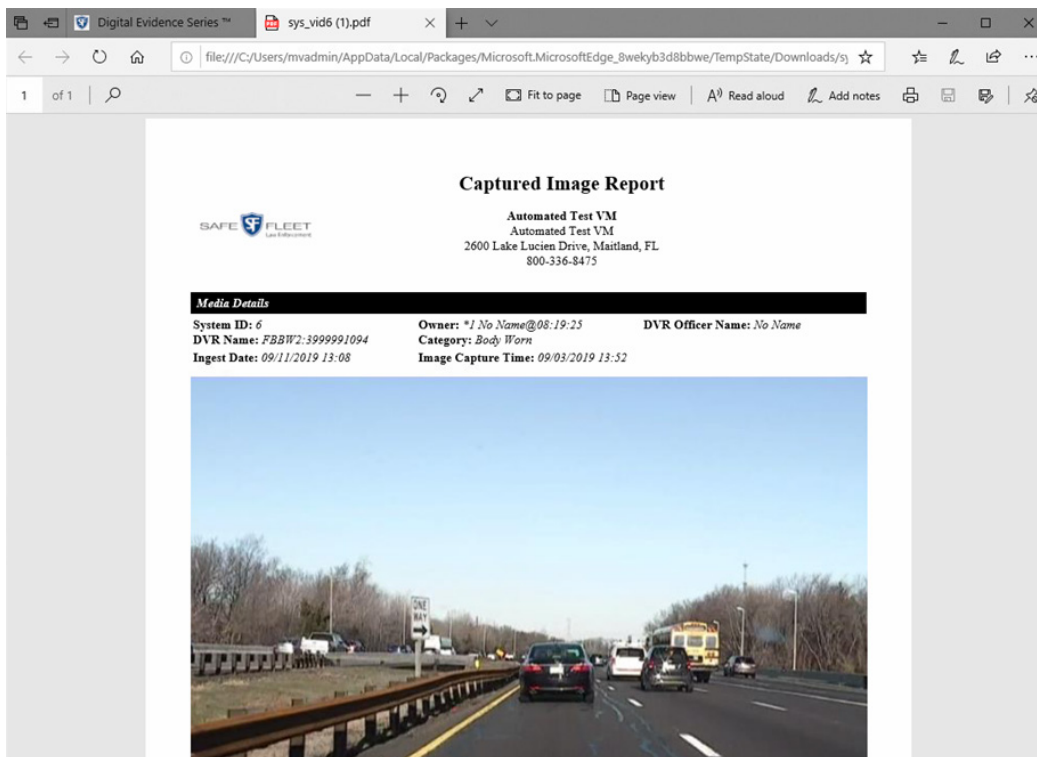 Digital Evidence Series ™
sys_vid6 (1).pdf
file:///C:/Users/mvadmin/AppData/Local/Packages/Microsoft.MicrosoftEdge_8wekyb3d8bbwe/TempState/Downloads/sy
1 of 1
Fit to page
Page view
Read aloud
Add notes
Captured Image Report
SAFE SF FLEET
Law Enforcement
Automated Test VM
Automated Test VM
2600 Lake Lucien Drive, Maitland, FL
800-336-8475
Media Details
System ID: 6 Owner: *1 No Name@08:19:25 DVR Officer Name: No Name
DVR Name: FBBW2:3999991094 Category: Body Worn
Ingest Date: 09/11/2019 13:08 Image Capture Time: 09/03/2019 13:52
ONE
WAY